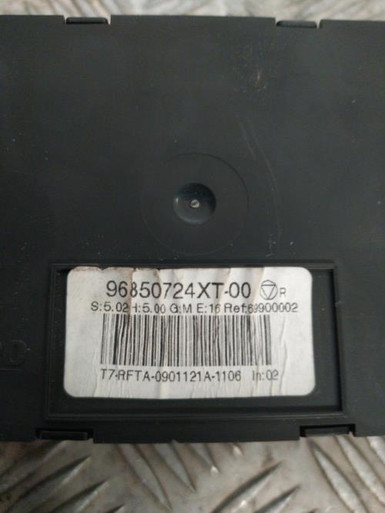 96850724XT-00 R
S:5.02 H:5.00 G:M E:16 Ref:69900002
T7-RFTA-0901121A-1106 In:02